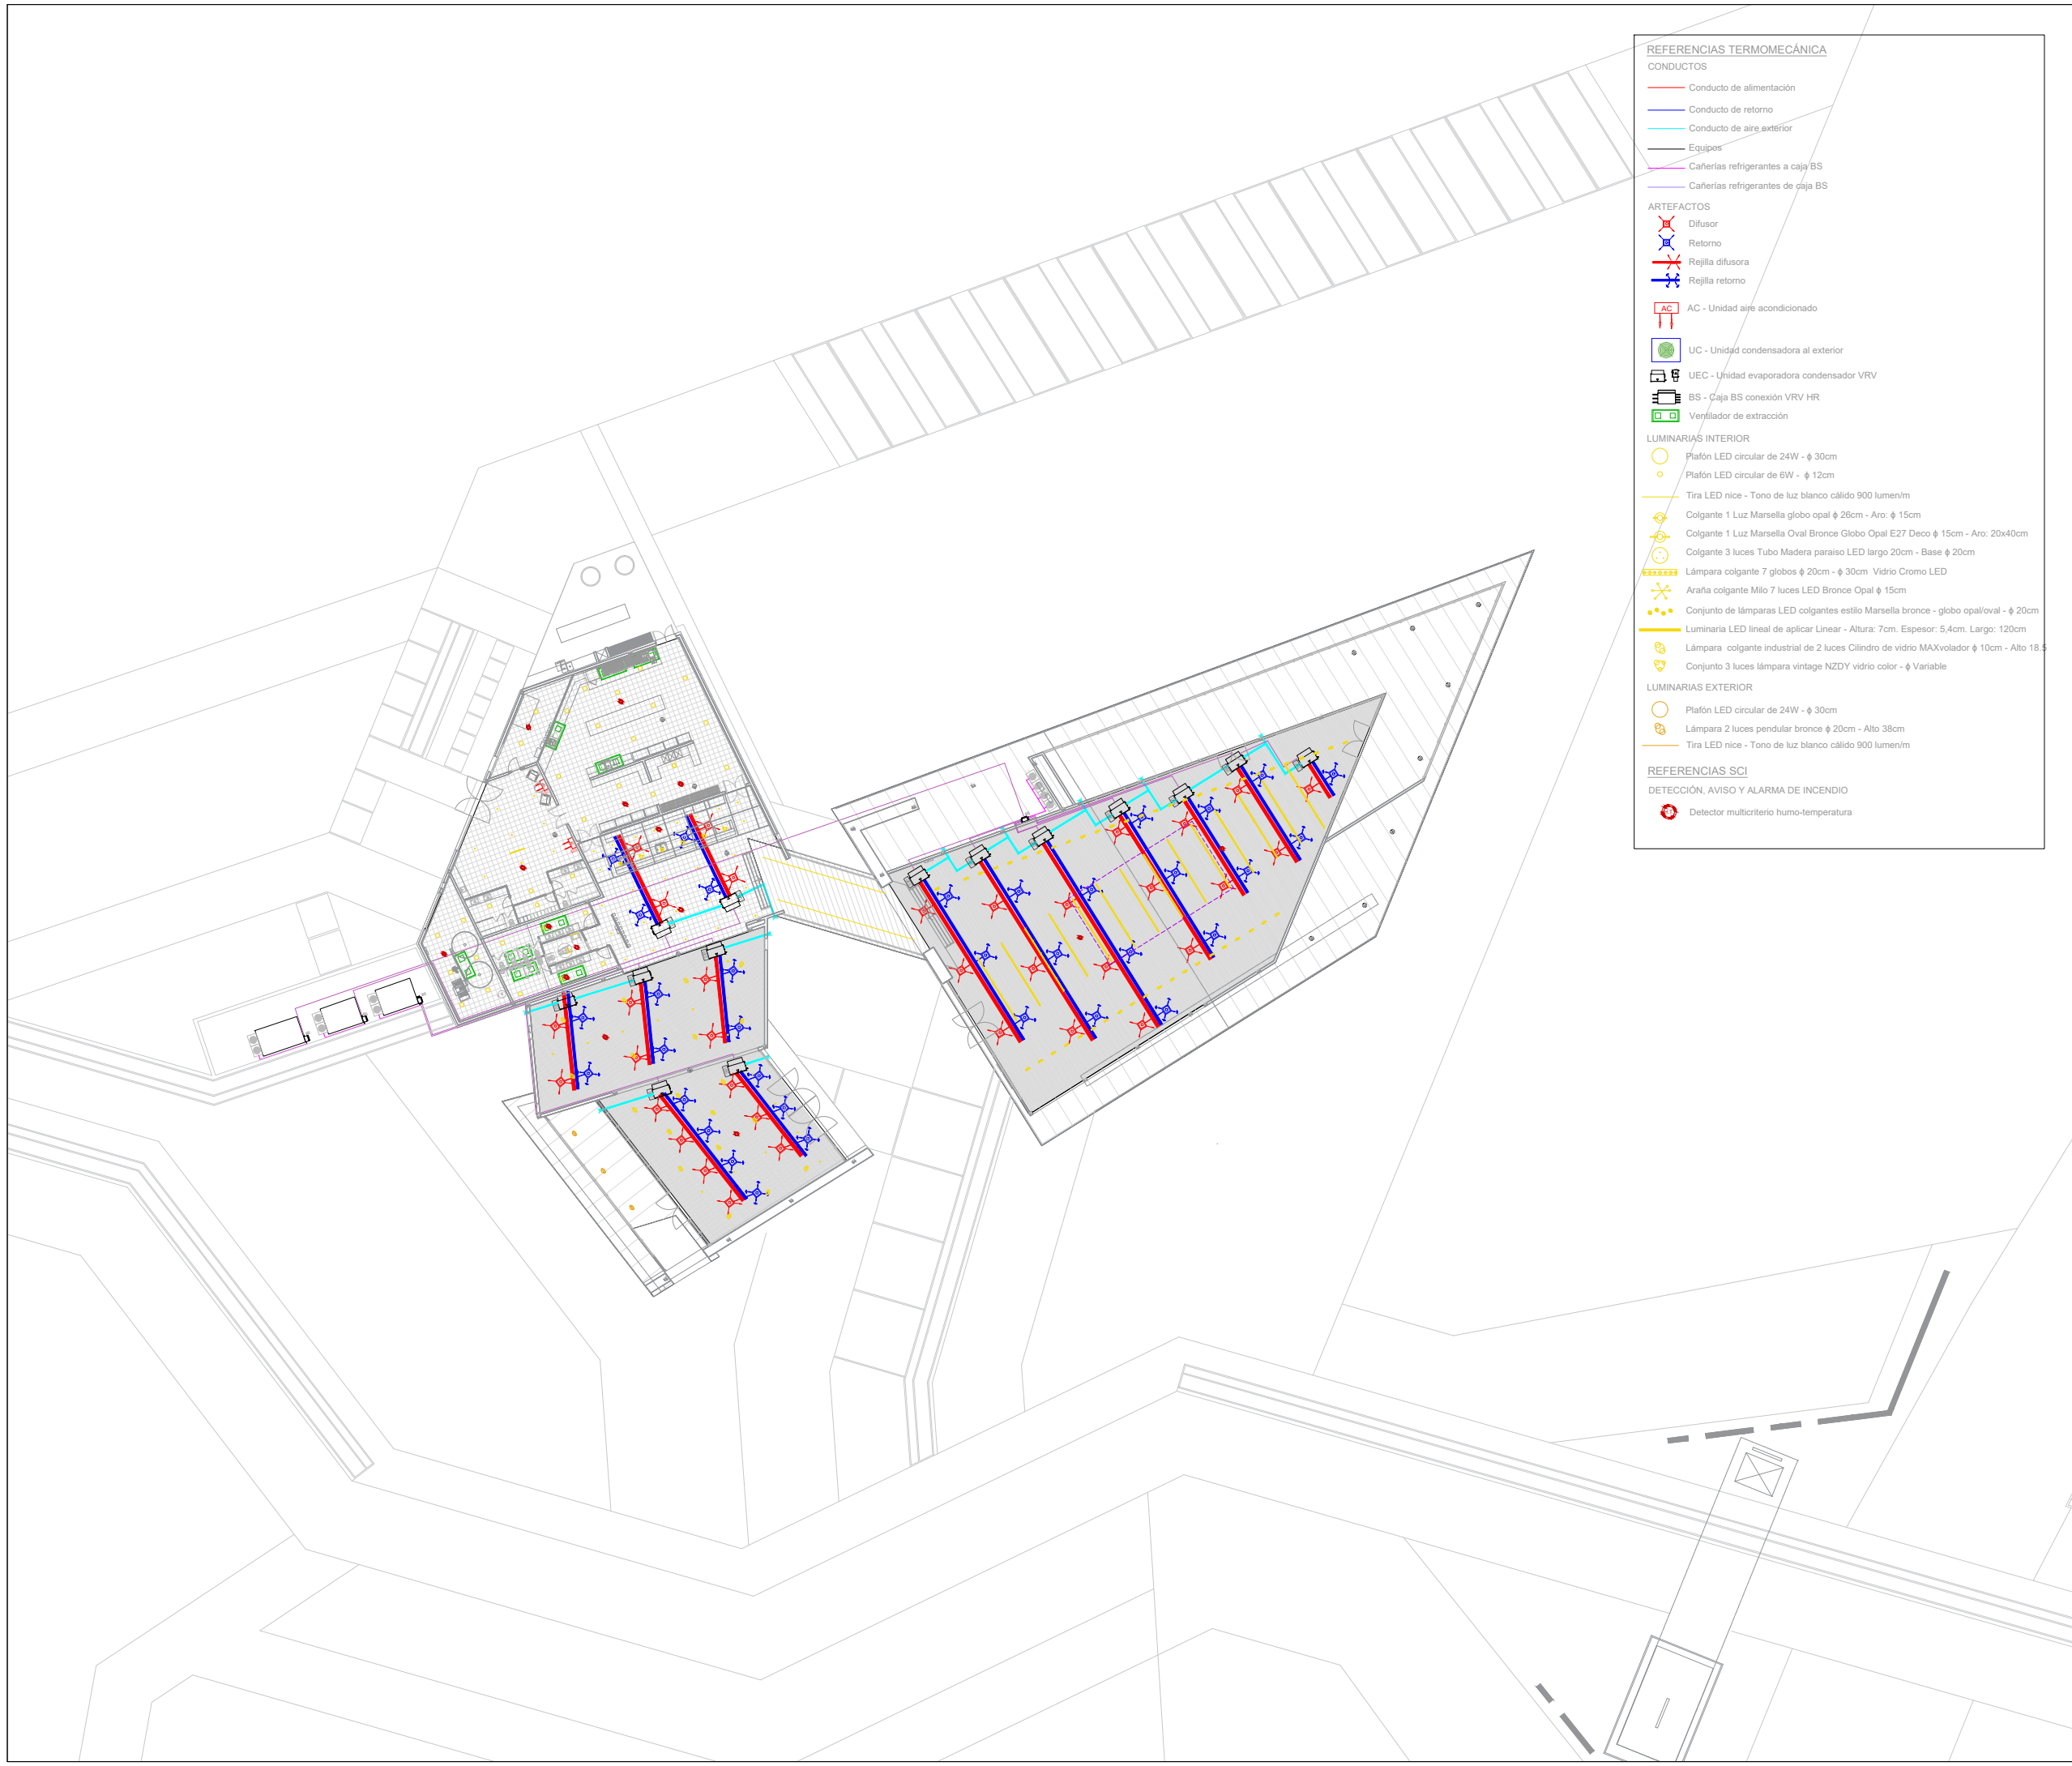 REFERENCIAS TERMOMECÁNICA
CONDUCTOS
Conducto de alimentación
Conducto de retorno
Conducto de aire exterior
Equipos
Cañerías refrigerantes a caja BS
Cañerías refrigerantes de caja BS
ARTEFACTOS
Difusor
Retorno
Rejilla difusora
Rejilla retorno
AC AC - Unidad aire acondicionado
UC - Unidad condensadora al exterior
UEC - Unidad evaporadora condensador VRV
BS - Caja BS conexión VRV HR
Ventilador de extracción
LUMINARIAS INTERIOR
Plafón LED circular de 24W - ϕ 30cm
Plafón LED circular de 6W - ϕ 12cm
Tira LED nice - Tono de luz blanco cálido 900 lumen/m
Colgante 1 Luz Marsella globo opal ϕ 26cm - Aro: ϕ 15cm
Colgante 1 Luz Marsella Oval Bronce Globo Opal E27 Deco ϕ 15cm - Aro: 20x40cm
Colgante 3 luces Tubo Madera paraiso LED largo 20cm - Base ϕ 20cm
Lámpara colgante 7 globos ϕ 20cm - ϕ 30cm Vidrio Cromo LED
Araña colgante Milo 7 luces LED Bronce Opal ϕ 15cm
Conjunto de lámparas LED colgantes estilo Marsella bronce - globo opal/oval - ϕ 20cm
Luminaria LED lineal de aplicar Linear - Altura: 7cm. Espesor: 5,4cm. Largo: 120cm
Lámpara colgante industrial de 2 luces Cilindro de vidrio MAXvolador ϕ 10cm - Alto 18.5
Conjunto 3 luces lámpara vintage NZDY vidrio color - ϕ Variable
LUMINARIAS EXTERIOR
Plafón LED circular de 24W - ϕ 30cm
Lámpara 2 luces pendular bronce ϕ 20cm - Alto 38cm
Tira LED nice - Tono de luz blanco cálido 900 lumen/m
REFERENCIAS SCI
DETECCIÓN, AVISO Y ALARMA DE INCENDIO
Detector multicriterio humo-temperatura